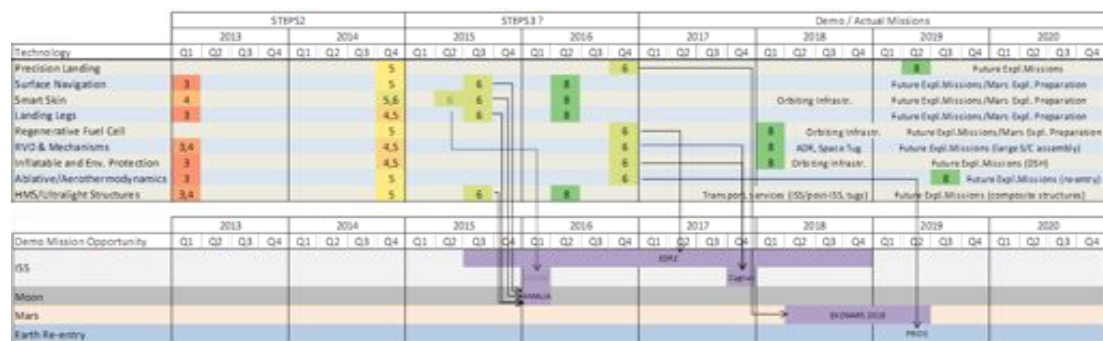 STEPS2 STEPS3 ? Demo / Actual Missions
2013 2014 2015 2016 2017 2018 2019 2020
Technology Q1 Q2 Q3 Q4 Q1 Q2 Q3 Q4 Q1 Q2 Q3 Q4 Q1 Q2 Q3 Q4 Q1 Q2 Q3 Q4 Q1 Q2 Q3 Q4 Q1 Q2 Q3 Q4 Q1 Q2 Q3 Q4
Precision Landing 5 6 8 Future Expl.Missions
Surface Navigation 3 5 6 8 Future Expl.Missions/Mars Expl. Preparation
Smart Skin 4 5,6 6 6 8 Orbiting Infrastr. Future Expl.Missions/Mars Expl. Preparation
Landing Legs 3 4,5 6 8 Future Expl.Missions/Mars Expl. Preparation
Regenerative Fuel Cell 5 6 8 Orbiting Infrastr. Future Expl.Missions/Mars Expl. Preparation
RVD & Mechanisms 3,4 4,5 6 8 ADR, Space Tug Future Expl.Missions (large S/C assembly)
Inflatable and Env. Protection 3 4,5 6 8 Orbiting Infrastr. Future Expl.Missions (DSH)
Ablative/Aerothermodynamics 3 5 6 8 Future Expl.Missions (re-entry)
HMS/Ultralight Structures 3,4 5 6 8 Transport services (ISS/post-ISS, tugs) Future Expl.Missions (composite structures)
2013 2014 2015 2016 2017 2018 2019 2020
Demo Mission Opportunity Q1 Q2 Q3 Q4 Q1 Q2 Q3 Q4 Q1 Q2 Q3 Q4 Q1 Q2 Q3 Q4 Q1 Q2 Q3 Q4 Q1 Q2 Q3 Q4 Q1 Q2 Q3 Q4 Q1 Q2 Q3 Q4
ISS
Cygnus
Moon
Mars EXOMARS 2018
Earth Re-entry PRIDE